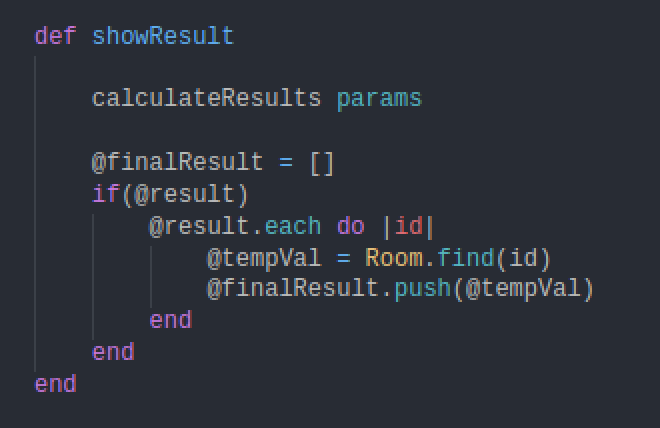 def showResult
calculateResults params
@finalResult = []
if(@result)
@result.each do |id|
@tempVal = Room.find(id)
@finalResult.push(@tempVal)
end
end
end